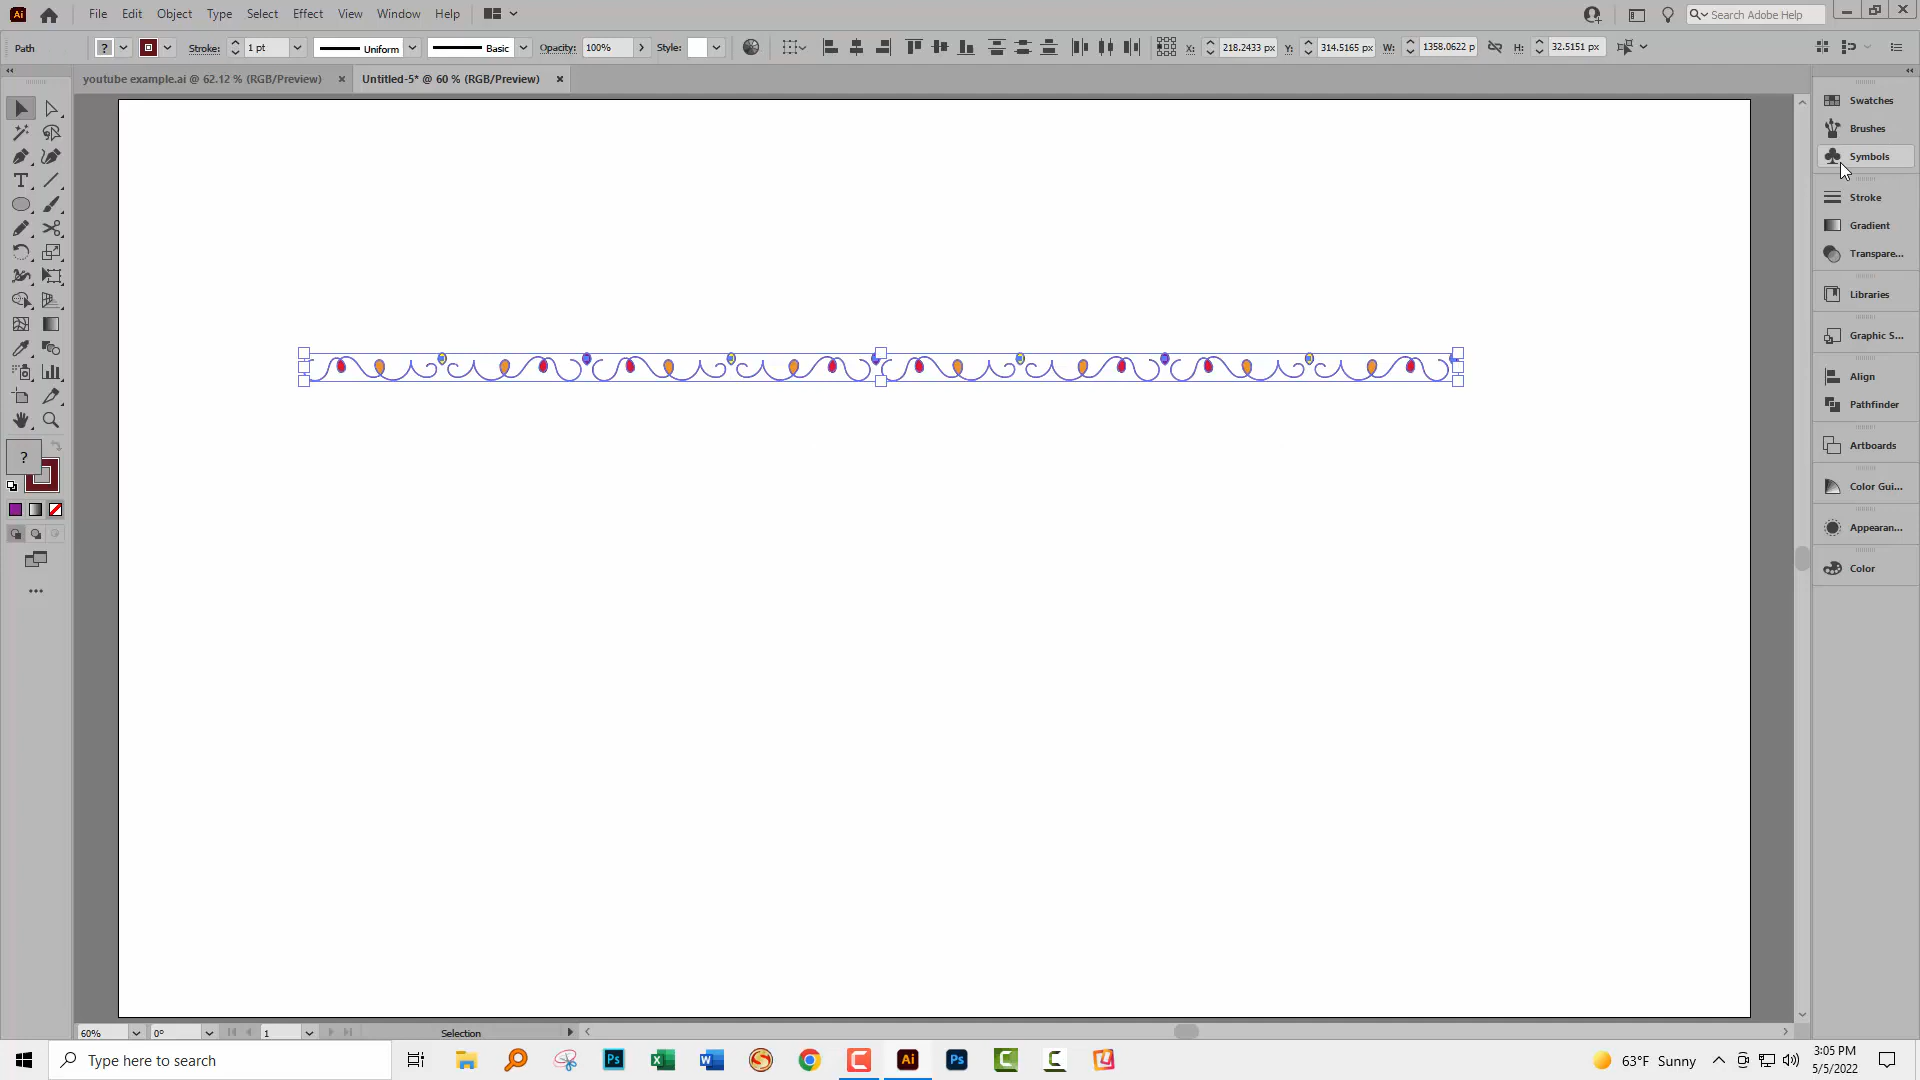 Ai File Edit Object Type Select Effect View Window Help Search Adobe Help
Path ? Stroke: 1 pt Uniform Basic Opacity: 100% Style: X: 218.2433 px Y: 314.5165 px W: 1358.0622 p H: 32.5151 px
youtube example.ai @ 62.12 % (RGB/Preview) × Untitled-5* @ 60 % (RGB/Preview) ×
Swatches
Brushes
Symbols
Stroke
Gradient
Transpare...
Libraries
Graphic S...
Align
Pathfinder
Artboards
Color Gui...
Appearan...
Color
T
?
60% 0° 1 Selection
Type here to search Ps Ai Ps 63°F Sunny 3:05 PM
5/5/2022